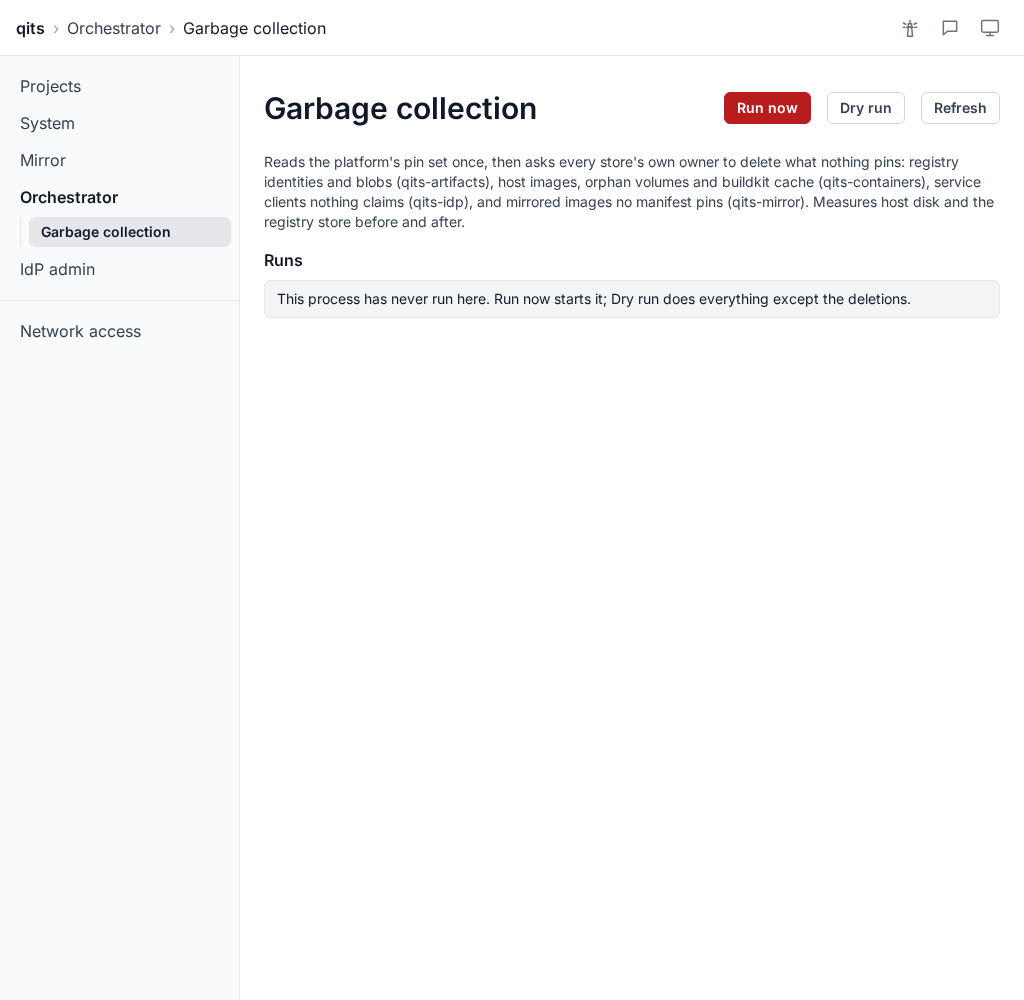 qits › Orchestrator › Garbage collection
Projects
System
Mirror
Orchestrator
Garbage collection
IdP admin
Network access
Garbage collection
Run now
Dry run
Refresh
Reads the platform's pin set once, then asks every store's own owner to delete what nothing pins: registry
identities and blobs (qits-artifacts), host images, orphan volumes and buildkit cache (qits-containers), service
clients nothing claims (qits-idp), and mirrored images no manifest pins (qits-mirror). Measures host disk and the
registry store before and after.
Runs
This process has never run here. Run now starts it; Dry run does everything except the deletions.